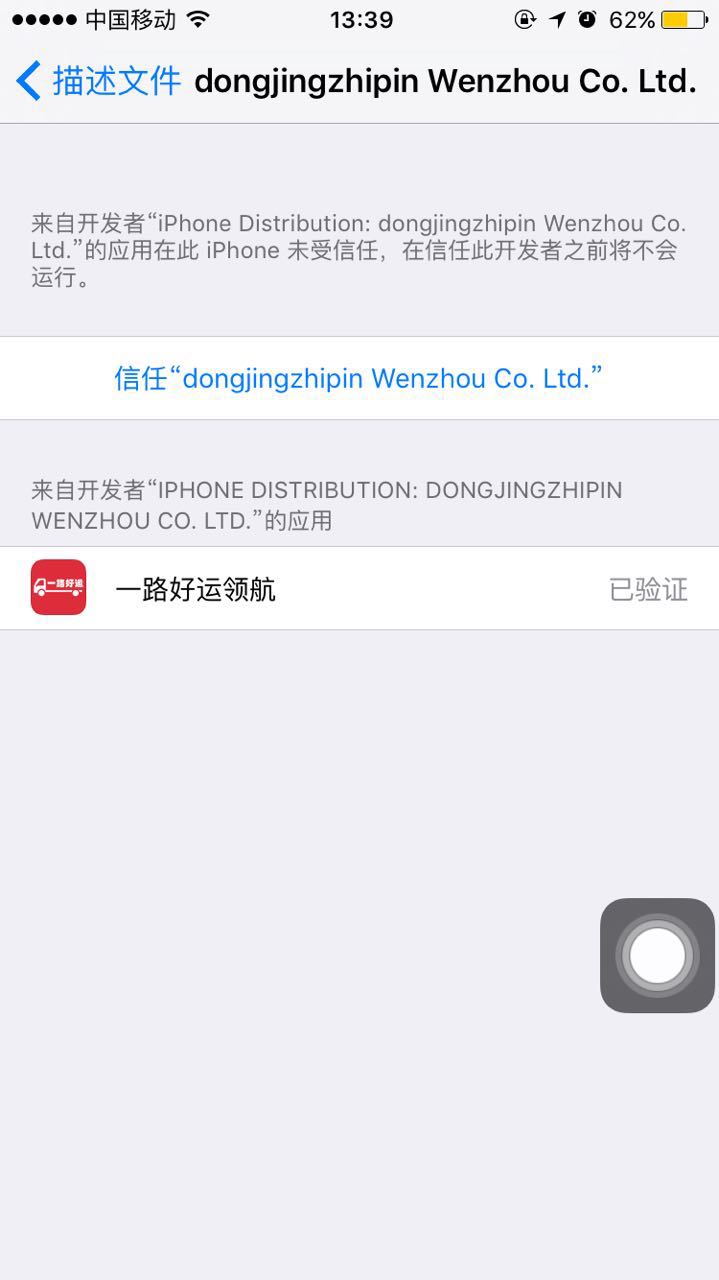 中国移动 13:39 62%
描述文件 dongjingzhipin Wenzhou Co. Ltd.
来自开发者“iPhone Distribution: dongjingzhipin Wenzhou Co.
Ltd.”的应用在此 iPhone 未受信任，在信任此开发者之前将不会
运行。
信任“dongjingzhipin Wenzhou Co. Ltd.”
来自开发者“IPHONE DISTRIBUTION: DONGJINGZHIPIN
WENZHOU CO. LTD.”的应用
一路好运
一路好运领航 已验证